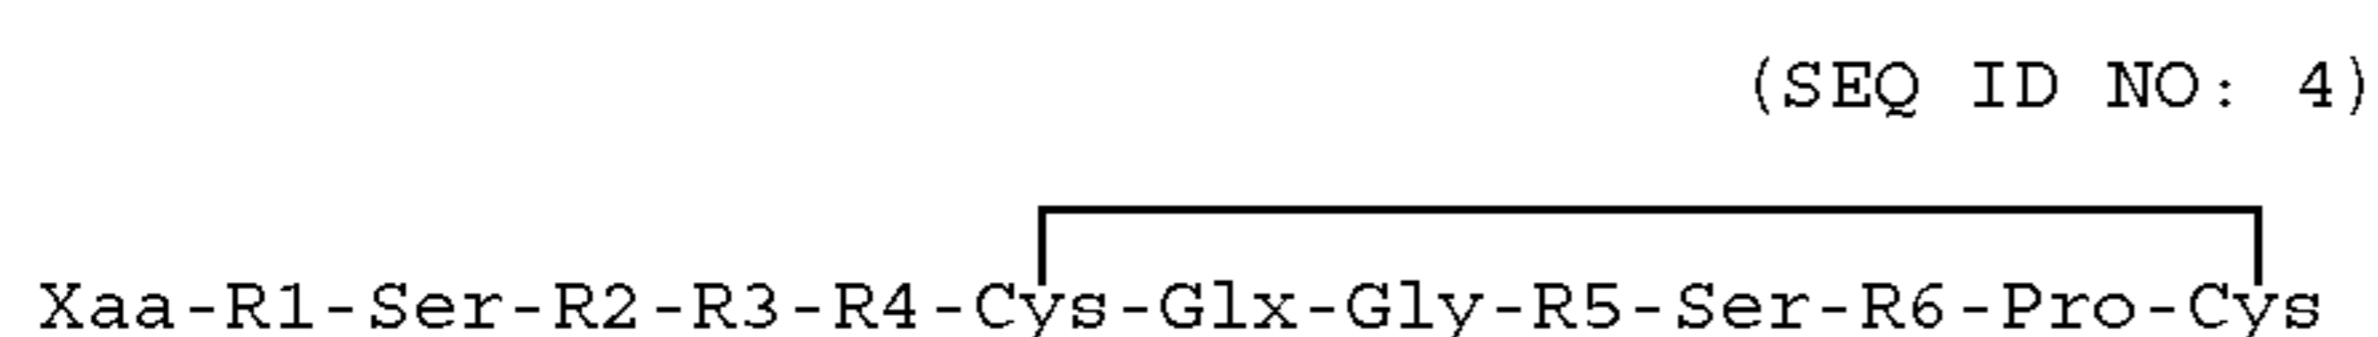 (SEQ ID NO: 4)
Xaa-R1-Ser-R2-R3-R4-Cys-Glx-Gly-R5-Ser-R6-Pro-Cys